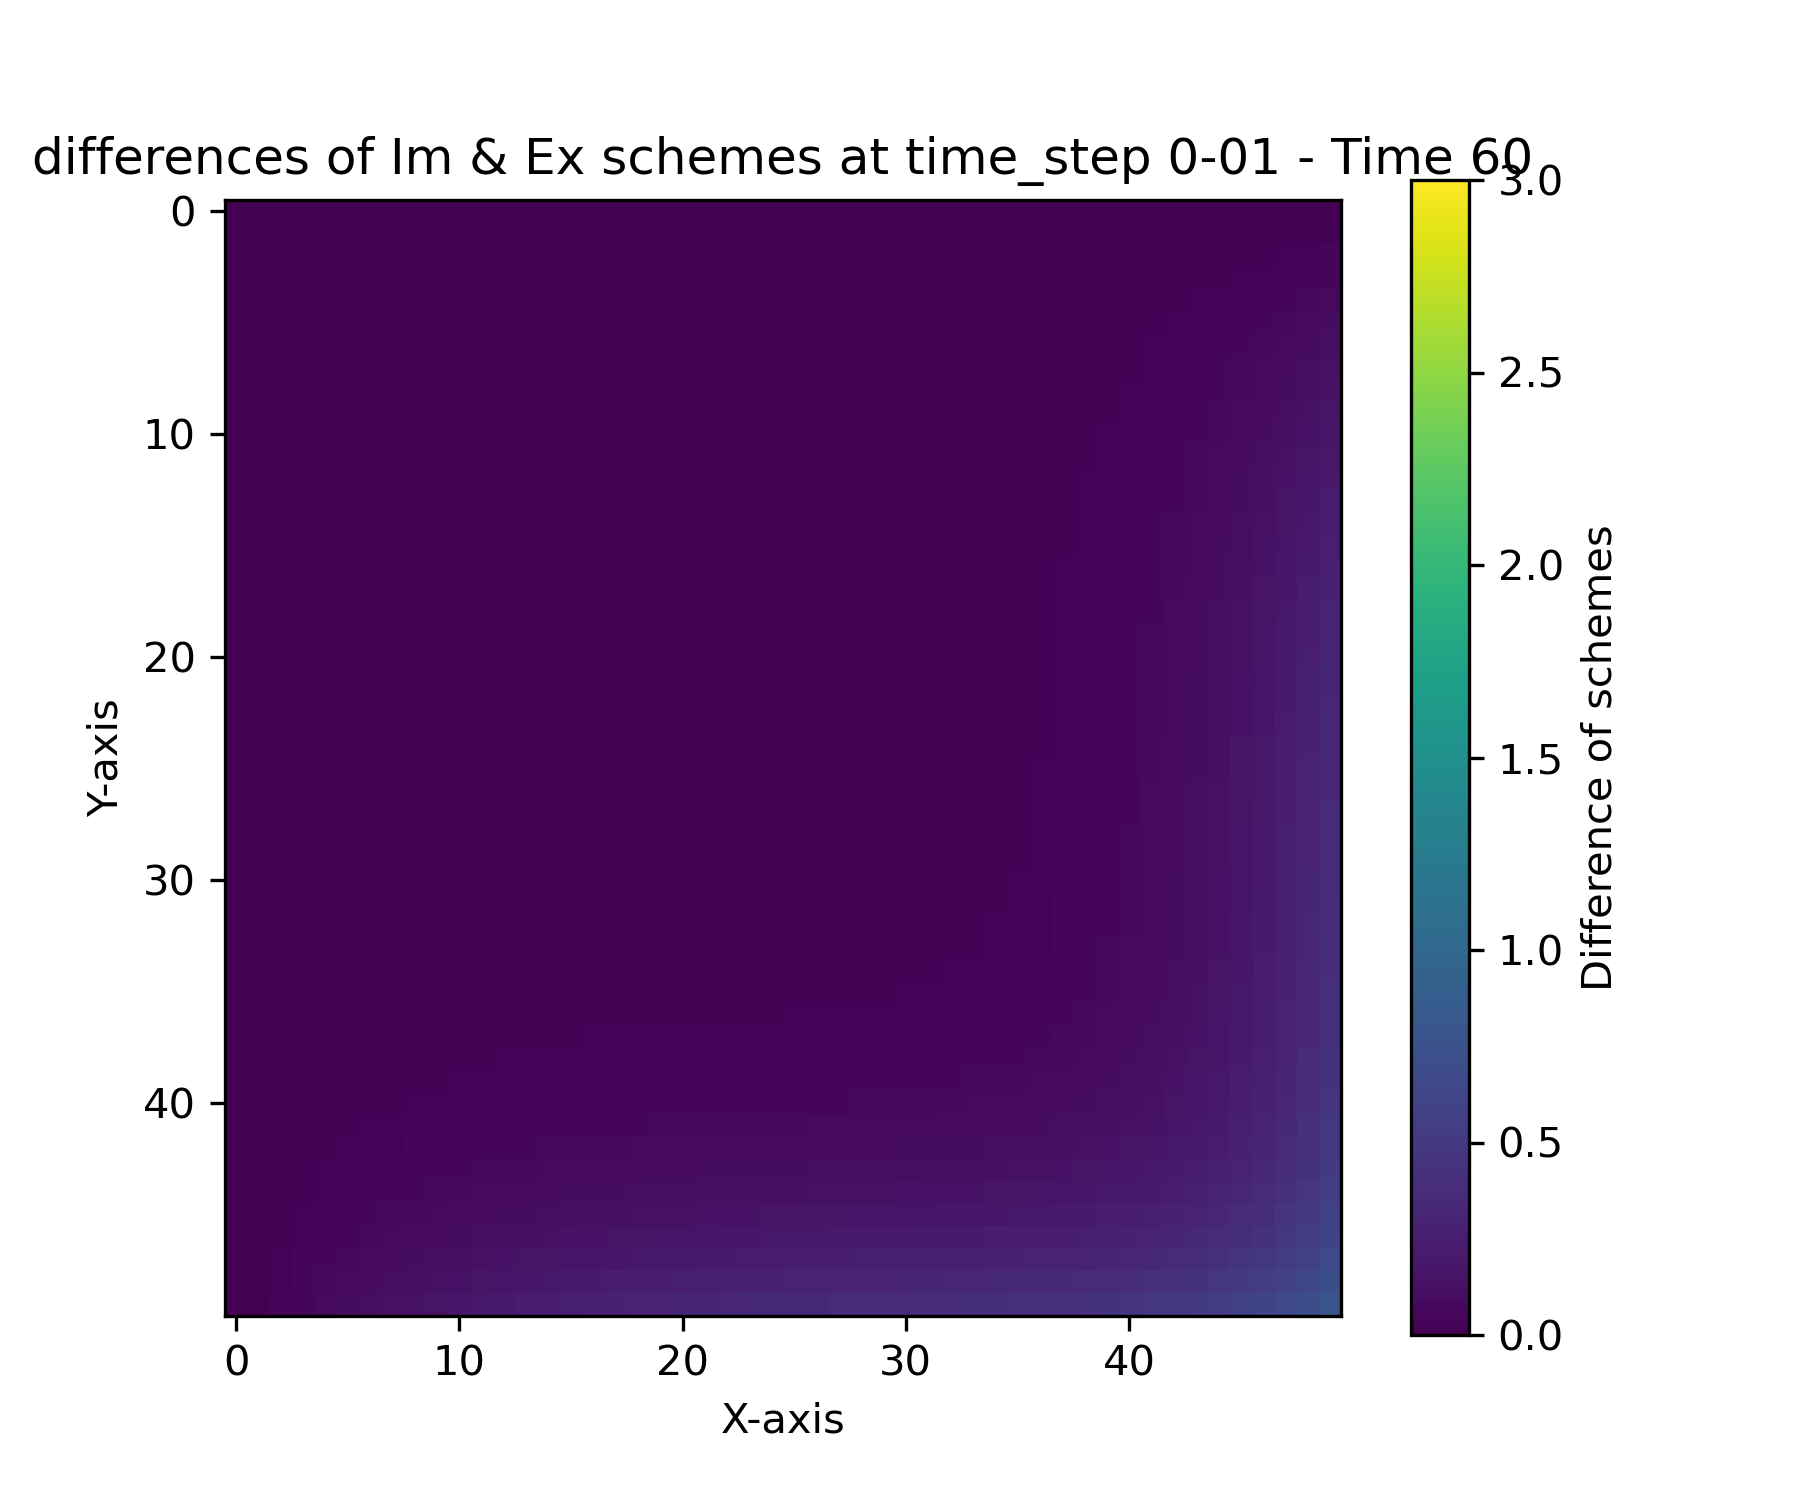 differences of Im & Ex schemes at time_step 0-01 - Time 60
0
10
20
30
40
Y-axis
0 10 20 30 40
X-axis
3.0
2.5
2.0
1.5
1.0
0.5
0.0
Difference of schemes